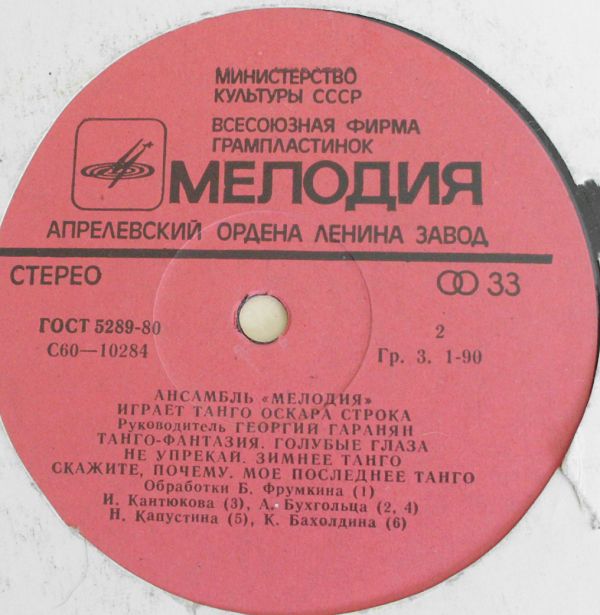 МИНИСТЕРСТВО
КУЛЬТУРЫ СССР
ВСЕСОЮЗНАЯ ФИРМА
ГРАМПЛАСТИНОК
МЕЛОДИЯ
АПРЕЛЕВСКИЙ ОРДЕНА ЛЕНИНА ЗАВОД
СТЕРЕО 33
ГОСТ 5289-80 2
С60—10284 Гр. 3. 1-90
АНСАМБЛЬ «МЕЛОДИЯ»
ИГРАЕТ ТАНГО ОСКАРА СТРОКА
Руководитель ГЕОРГИЙ ГАРАНЯН
ТАНГО-ФАНТАЗИЯ. ГОЛУБЫЕ ГЛАЗА
НЕ УПРЕКАЙ. ЗИМНЕЕ ТАНГО
СКАЖИТЕ, ПОЧЕМУ. МОЕ ПОСЛЕДНЕЕ ТАНГО
Обработки Б. Фрумкина (1)
И. Кантюкова (3), А. Бухгольца (2, 4)
Н. Капустина (5), К. Бахолдина (6)